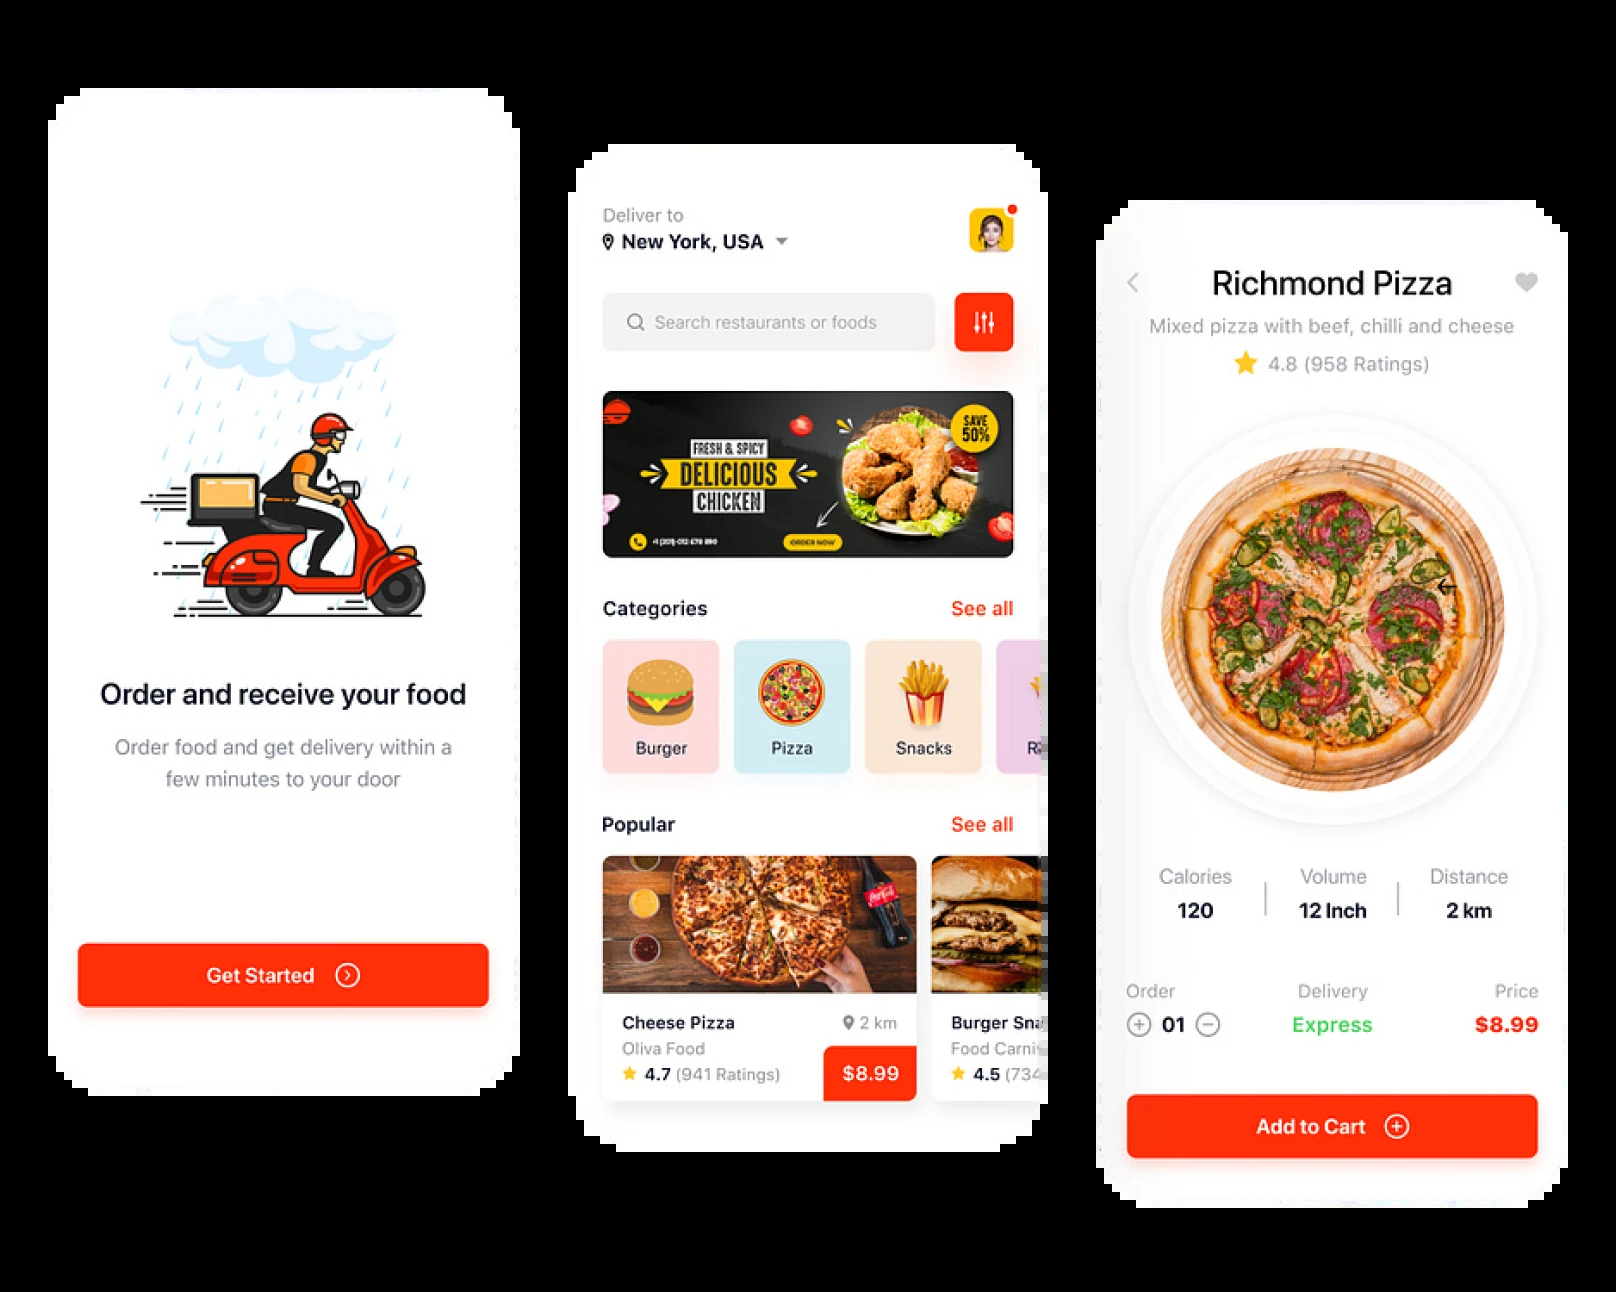 Order and receive your food
Order food and get delivery within a
few minutes to your door
Get Started
Deliver to
New York, USA
Search restaurants or foods
FRESH & SPICY
DELICIOUS
CHICKEN
SAVE
50%
ORDER NOW
Categories
See all
Burger
Pizza
Snacks
Popular
See all
Cheese Pizza
2 km
Oliva Food
4.7 (941 Ratings)
$8.99
Burger Sna
Food Carni
4.5 (734
Richmond Pizza
Mixed pizza with beef, chilli and cheese
4.8 (958 Ratings)
Calories
120
Volume
12 Inch
Distance
2 km
Order
01
Delivery
Express
Price
$8.99
Add to Cart